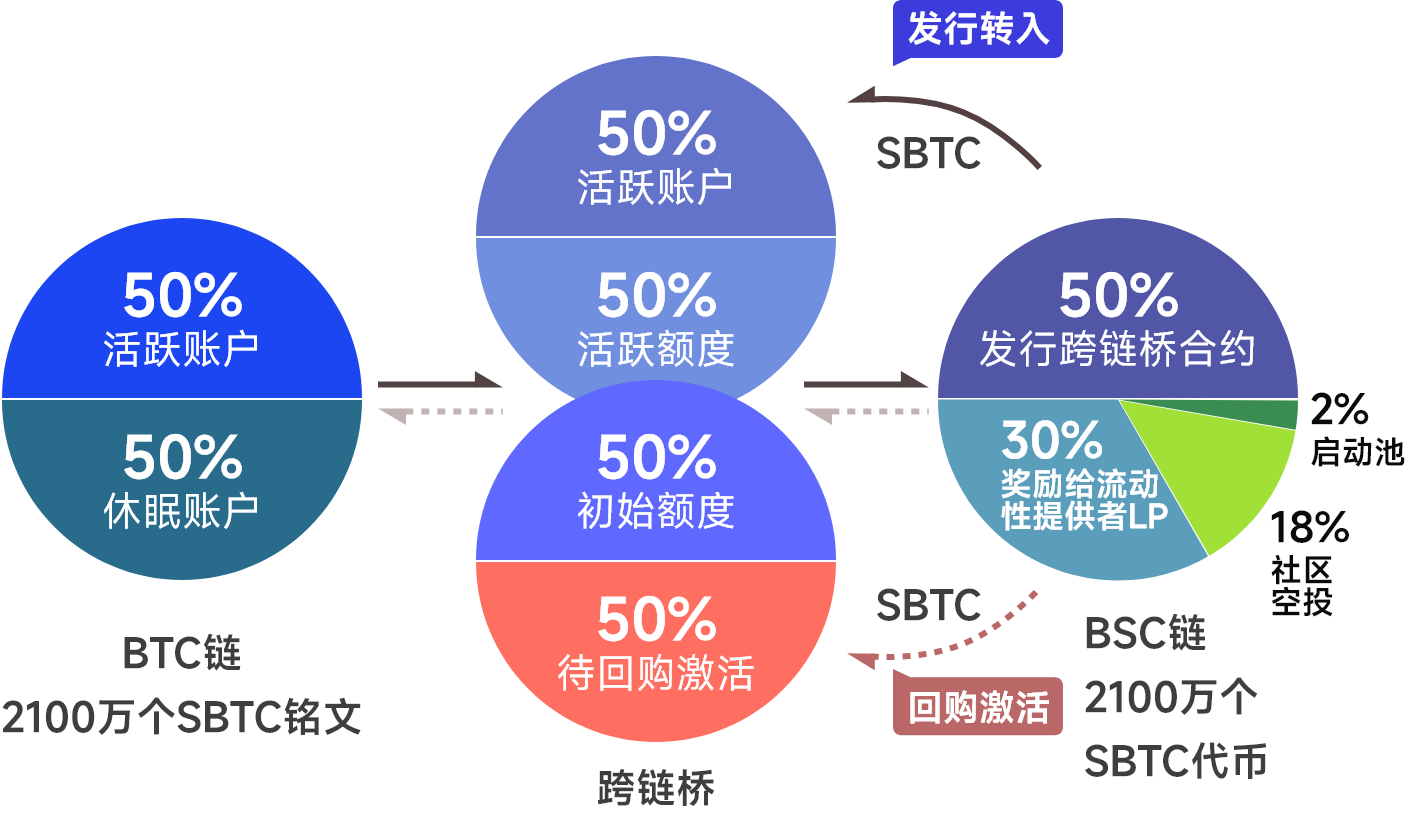 发行转入
SBTC
50%
活跃账户
50%
活跃额度
50%
初始额度
50%
待回购激活
跨链桥
50%
活跃账户
50%
休眠账户
BTC链
2100万个SBTC铭文
50%
发行跨链桥合约
30%
奖励给流动
性提供者LP
2%
启动池
18%
社区
空投
SBTC
回购激活
BSC链
2100万个
SBTC代币